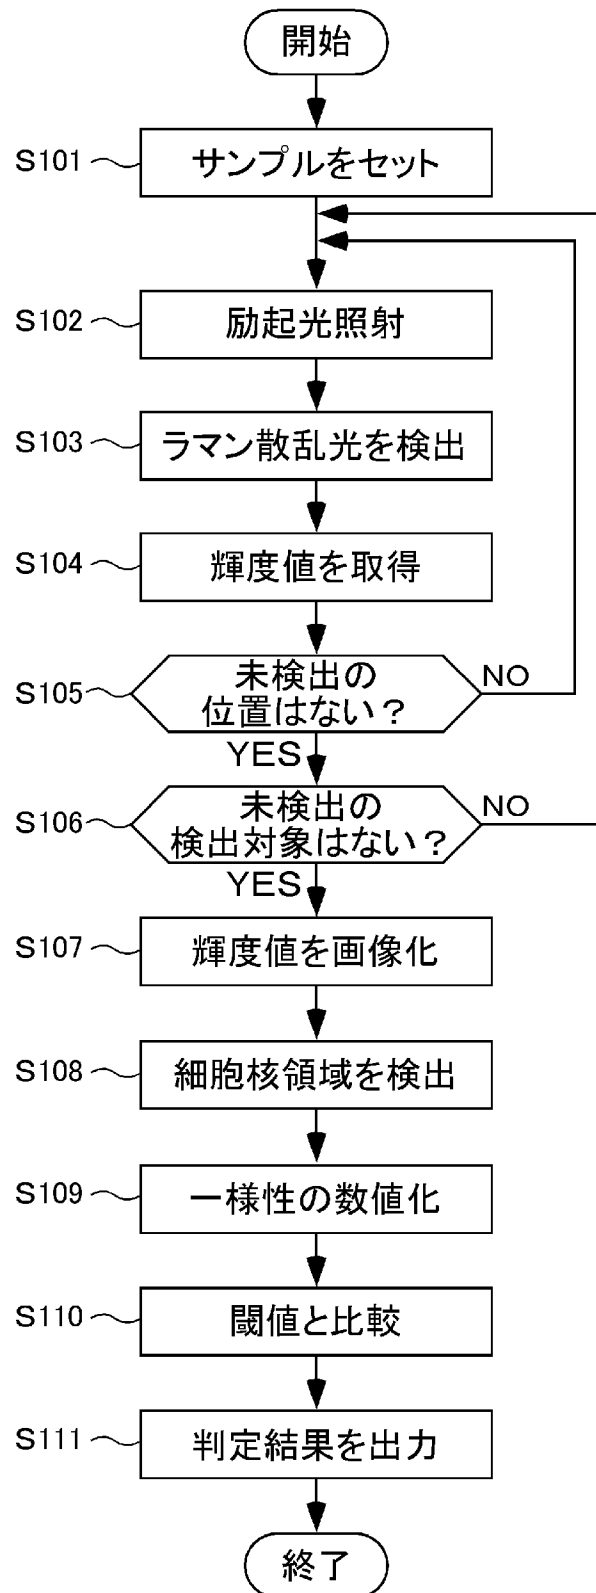 開始
S101 サンプルをセット
S102 励起光照射
S103 ラマン散乱光を検出
S104 輝度値を取得
S105 未検出の
位置はない？ NO
YES
S106 未検出の
検出対象はない？ NO
YES
S107 輝度値を画像化
S108 細胞核領域を検出
S109 一様性の数値化
S110 閾値と比較
S111 判定結果を出力
終了